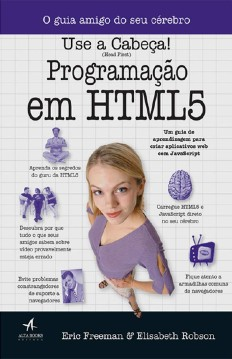 O guia amigo do seu cérebro
Use a Cabeça!
(Head First)
Programação
em HTML5
Um guia de
aprendizagem para
criar aplicativos web
com JavaScript
Aprenda os segredos
do guru da HTML5
Carregue HTML5 e
JavaScript direto
no seu cérebro
Descubra por que
tudo o que seus
amigos sabem sobre
vídeo provavelmente
esteja errado
Evite problemas
constrangedores
de suporte a
navegadores
Fique atento a
armadilhas comuns
de navegadores
ALTA BOOKS
EDITORA
Eric Freeman & Elisabeth Robson